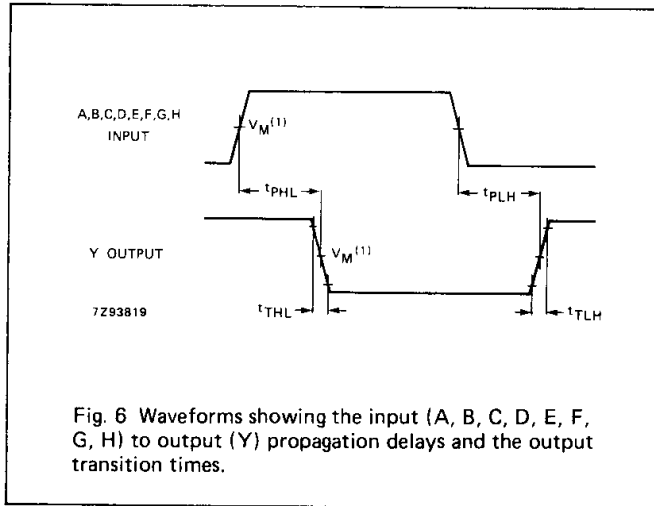 A,B,C,D,E,F,G,H
INPUT
VM(1)
tPHL
tPLH
Y OUTPUT
VM(1)
7Z93819
tTHL
tTLH
Fig. 6 Waveforms showing the input (A, B, C, D, E, F,
G, H) to output (Y) propagation delays and the output
transition times.